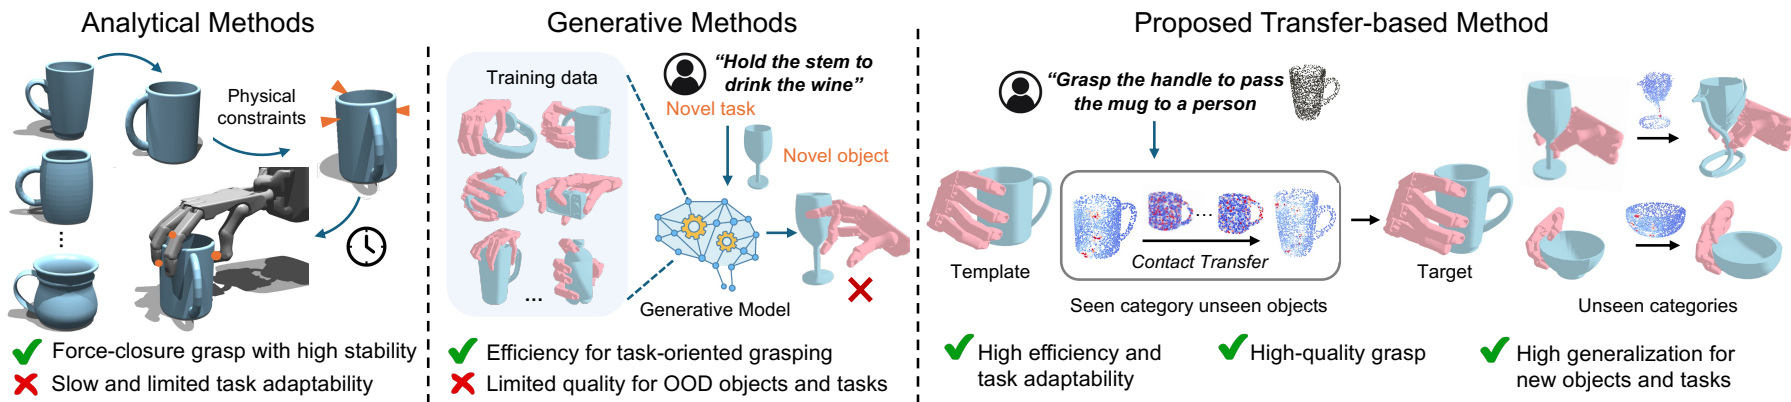 Analytical Methods
Physical
constraints
Force-closure grasp with high stability
Slow and limited task adaptability
Generative Methods
Training data
“Hold the stem to
drink the wine”
Novel task
Novel object
...
Generative Model
Efficiency for task-oriented grasping
Limited quality for OOD objects and tasks
Proposed Transfer-based Method
“Grasp the handle to pass
the mug to a person
Template
Contact Transfer
Target
Seen category unseen objects
Unseen categories
High efficiency and
task adaptability
High-quality grasp
High generalization for
new objects and tasks